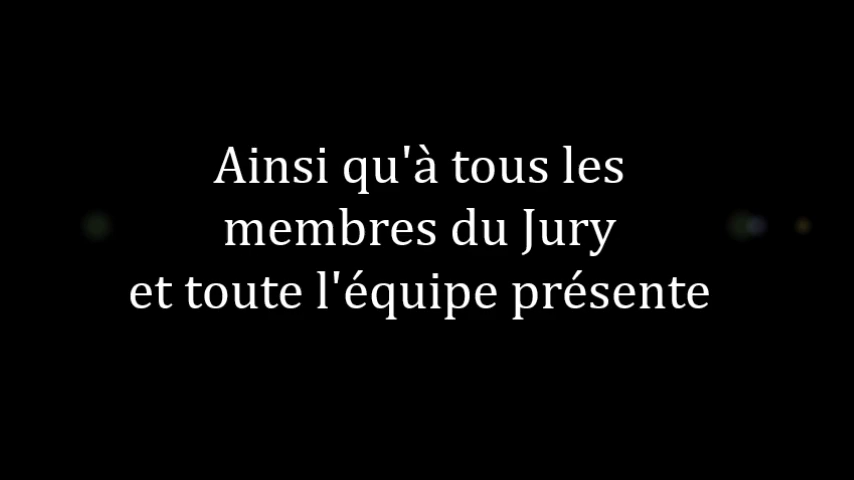 Ainsi qu'à tous les
membres du Jury
et toute l'équipe présente